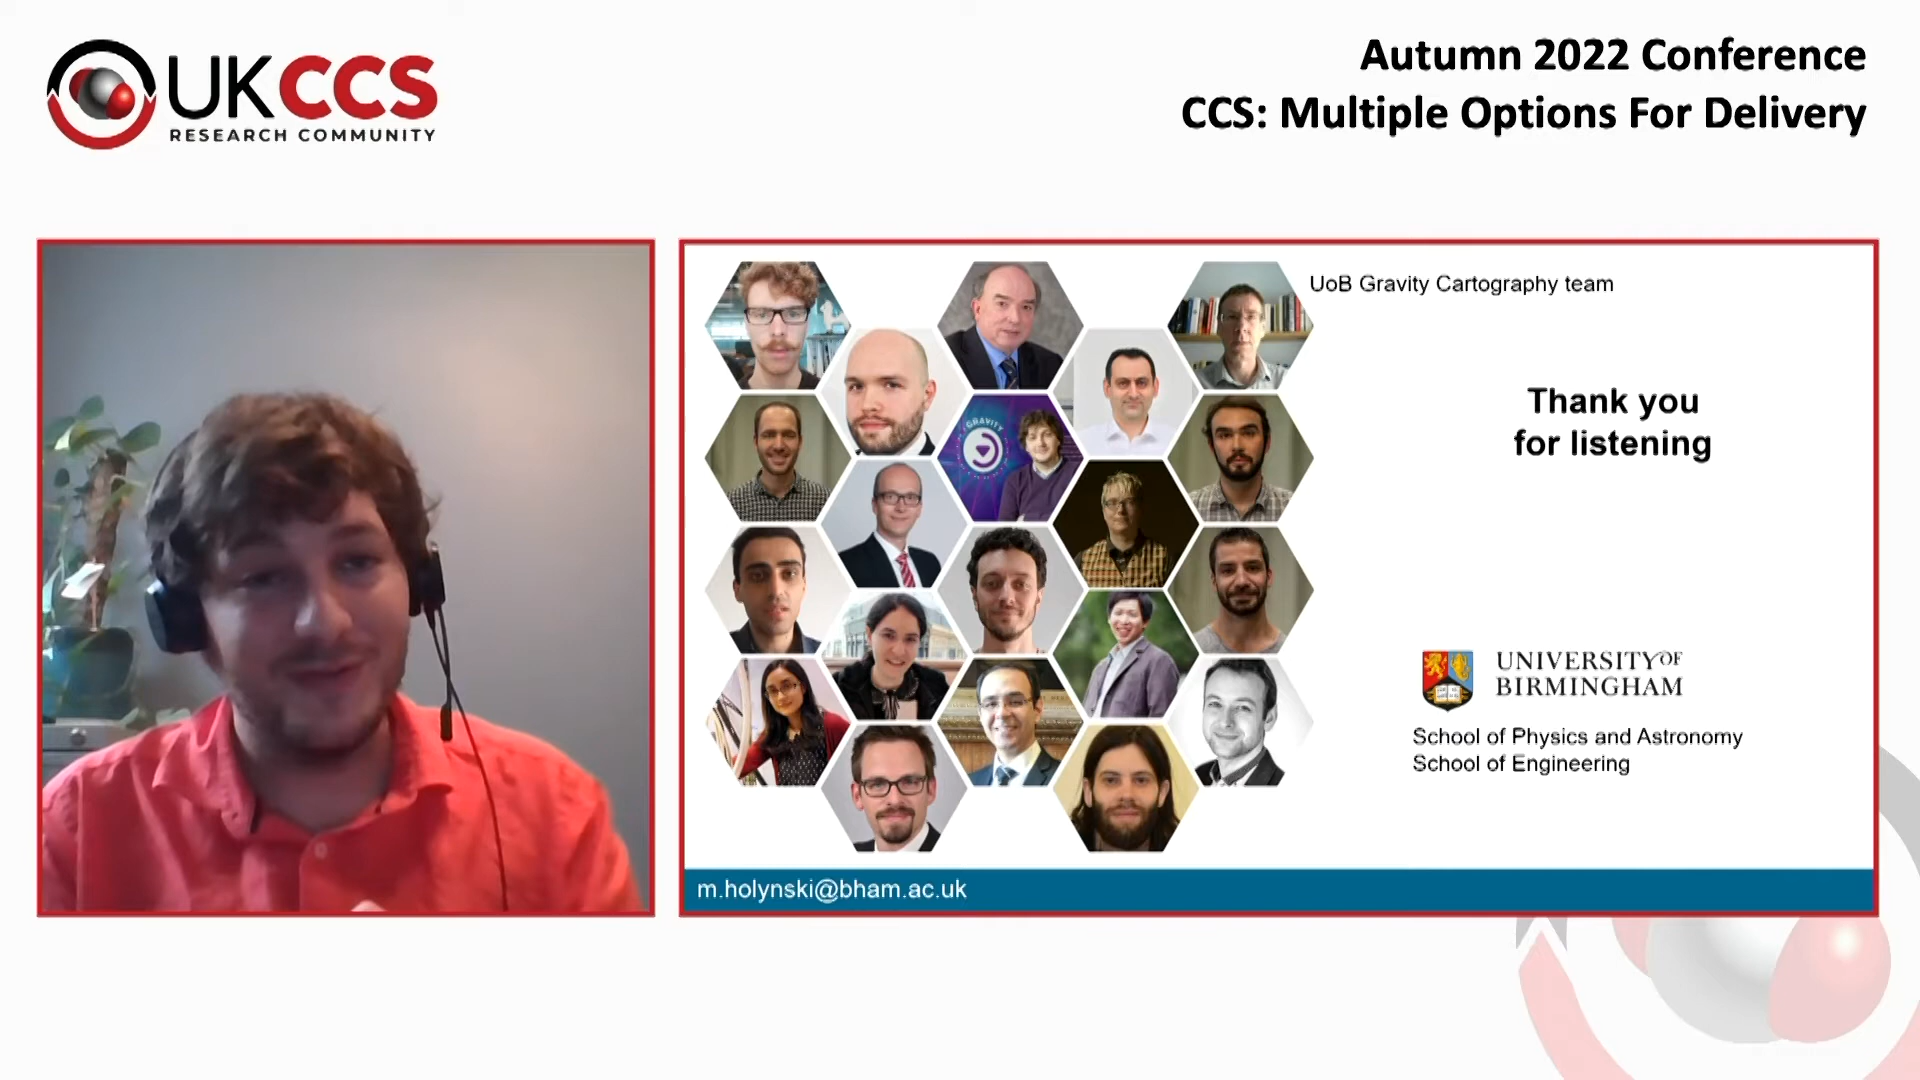 UKCCS
RESEARCH COMMUNITY
Autumn 2022 Conference
CCS: Multiple Options For Delivery
UoB Gravity Cartography team
GRAVITY
Thank you
for listening
UNIVERSITY OF
BIRMINGHAM
School of Physics and Astronomy
School of Engineering
m.holynski@bham.ac.uk